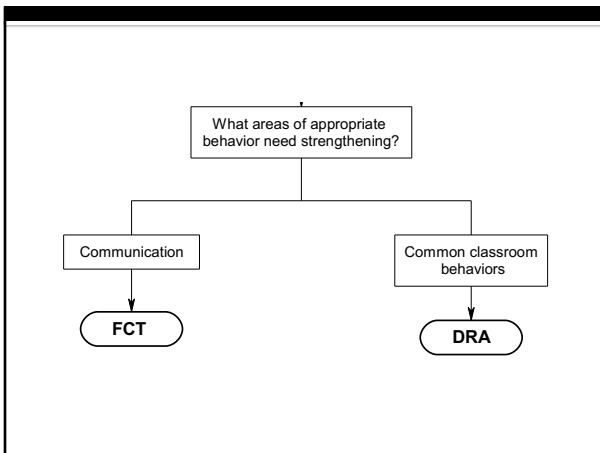 What areas of appropriate
behavior need strengthening?
Communication
Common classroom
behaviors
FCT
DRA